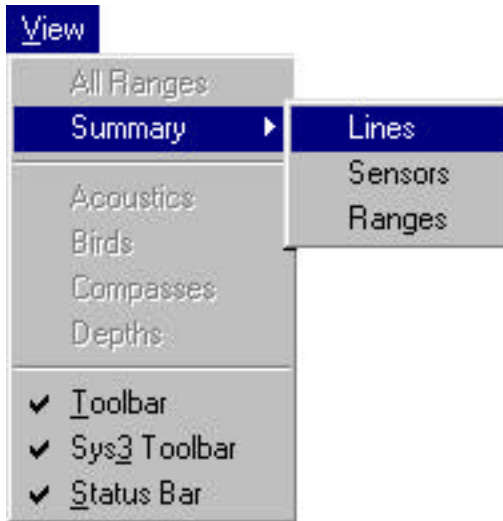 View
All Ranges
Summary
Lines
Sensors
Ranges
Acoustics
Birds
Compasses
Depths
Toolbar
Sys3 Toolbar
Status Bar